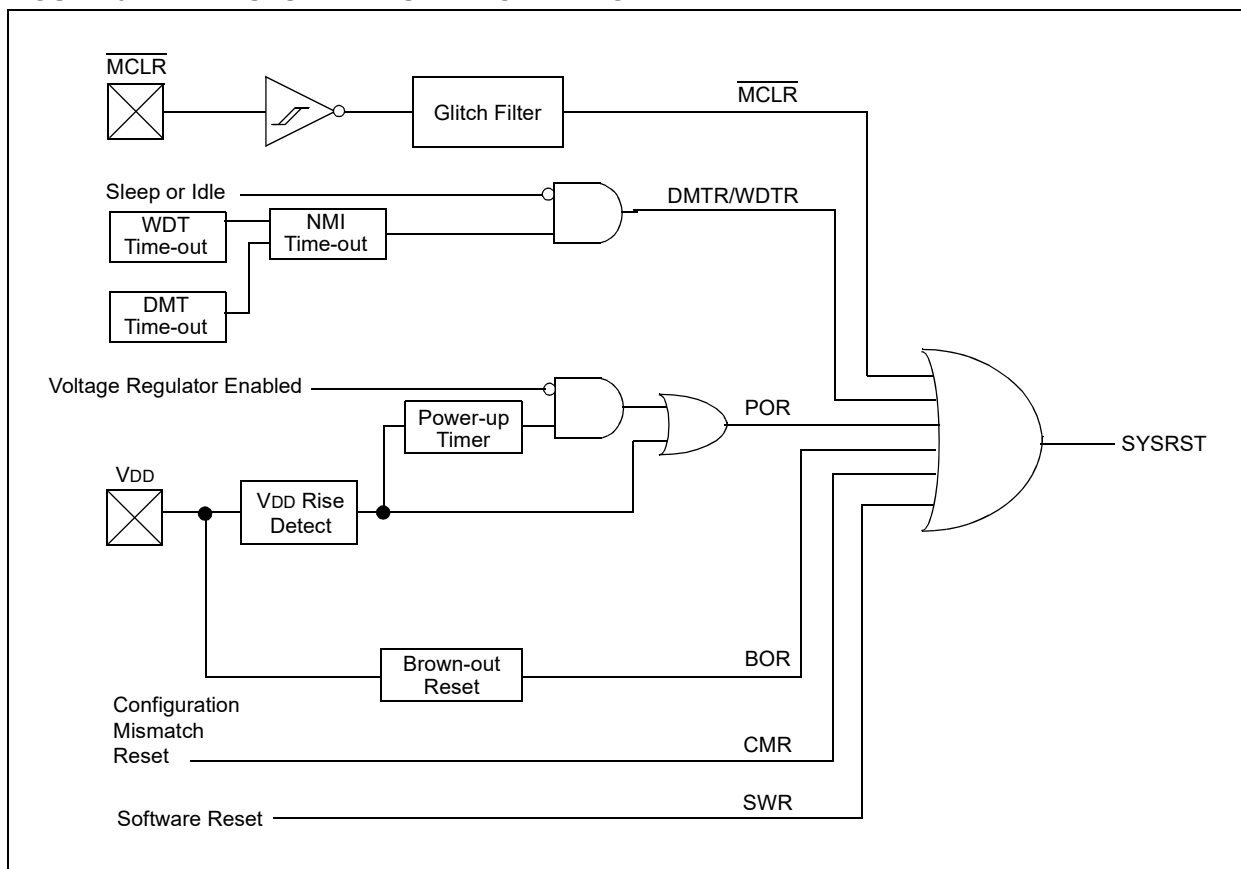 MCLR
Glitch Filter
MCLR
Sleep or Idle
WDT
Time-out
NMI
Time-out
DMTR/WDTR
DMT
Time-out
Voltage Regulator Enabled
Power-up
Timer
POR
SYSRST
VDD
VDD Rise
Detect
Brown-out
Reset
BOR
Configuration
Mismatch
Reset
CMR
Software Reset
SWR